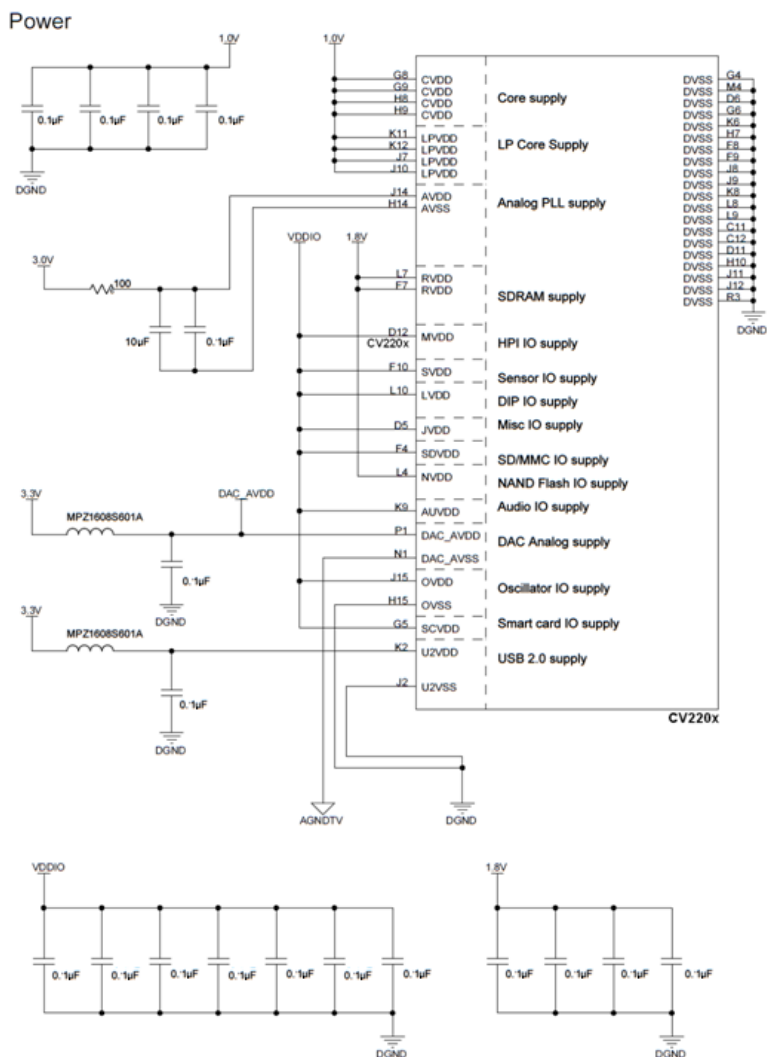 Power
1.0V
0.1µF 0.1µF 0.1µF 0.1µF
DGND
1.0V
G8 CVDD
G9 CVDD
H8 CVDD
H9 CVDD
Core supply
K11 LPVDD
K12 LPVDD
J7 LPVDD
J10 LPVDD
LP Core Supply
J14 AVDD
H14 AVSS
Analog PLL supply
3.0V
100
10µF 0.1µF
VDDIO
1.8V
L7 RVDD
F7 RVDD
SDRAM supply
D12 MVDD
CV220x
HPI IO supply
F10 SVDD
Sensor IO supply
L10 LVDD
DIP IO supply
D5 JVDD
Misc IO supply
F4 SDVDD
SD/MMC IO supply
L4 NVDD
NAND Flash IO supply
K9 AUVDD
Audio IO supply
P1 DAC_AVDD
N1 DAC_AVSS
DAC Analog supply
J15 OVDD
H15 OVSS
Oscillator IO supply
G5 SCVDD
Smart card IO supply
K2 U2VDD
J2 U2VSS
USB 2.0 supply
DVSS G4
DVSS M4
DVSS D6
DVSS G6
DVSS K6
DVSS H7
DVSS F8
DVSS F9
DVSS J8
DVSS J9
DVSS K8
DVSS L8
DVSS L9
DVSS C11
DVSS C12
DVSS D11
DVSS H10
DVSS J11
DVSS J12
DVSS R3
DGND
CV220x
3.3V
MPZ1608S601A
DAC_AVDD
0.1µF
DGND
3.3V
MPZ1608S601A
0.1µF
DGND
AGNDTV
DGND
VDDIO
0.1µF 0.1µF 0.1µF 0.1µF 0.1µF 0.1µF 0.1µF
DGND
1.8V
0.1µF 0.1µF 0.1µF 0.1µF
DGND